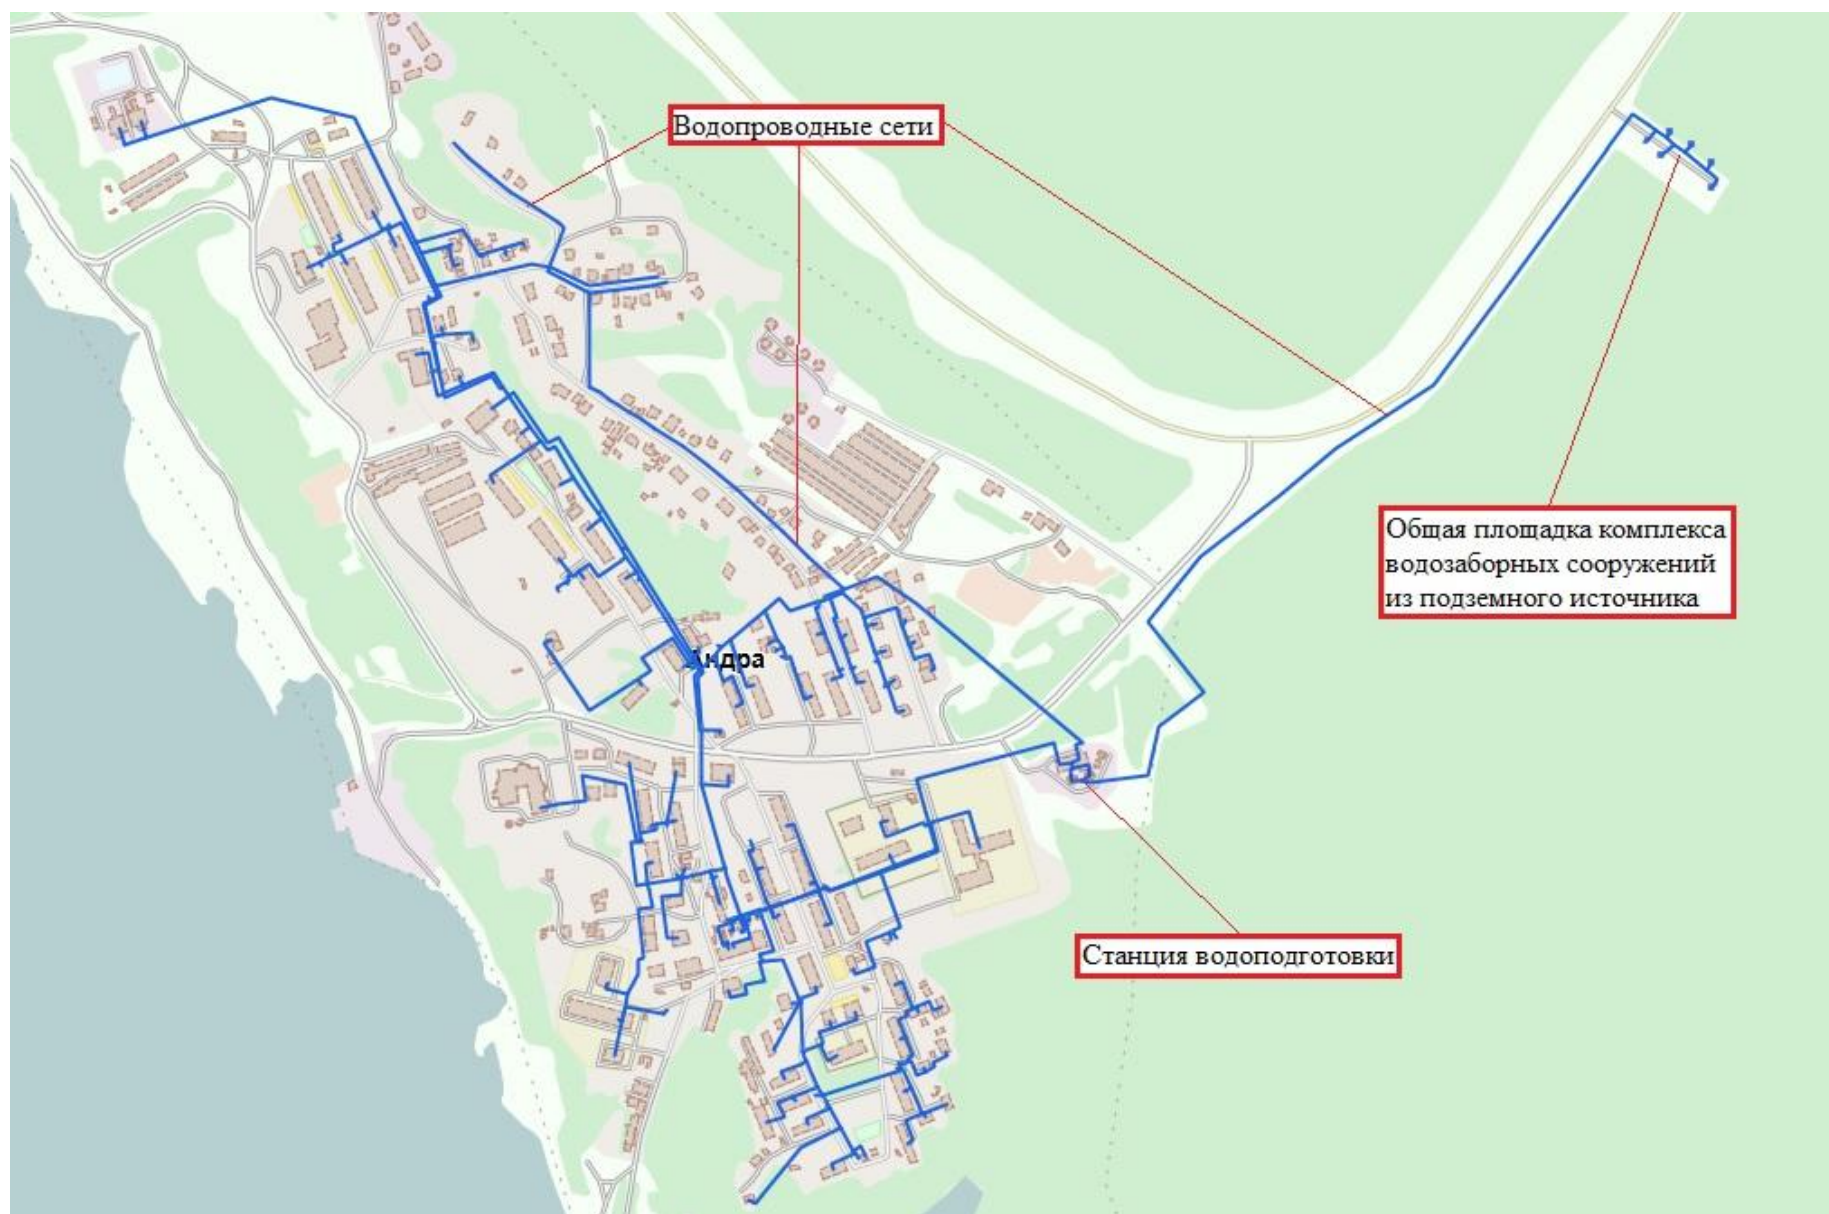 Водопроводные сети
Общая площадка комплекса
водозаборных сооружений
из подземного источника
Андра
Станция водоподготовки